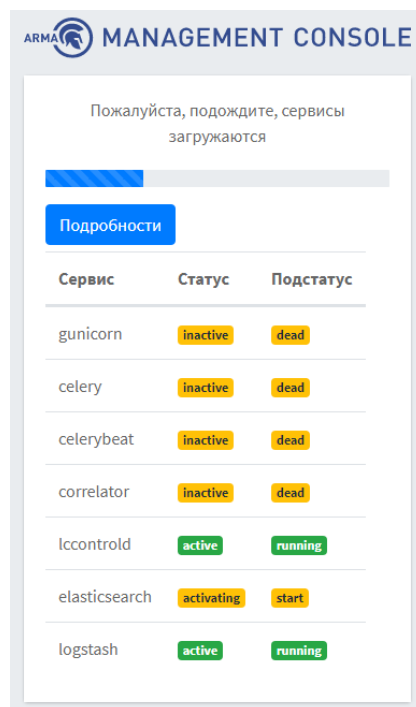 ARMA MANAGEMENT CONSOLE
Пожалуйста, подождите, сервисы
загружаются
Подробности
Сервис Статус Подстатус
gunicorn inactive dead
celery inactive dead
celerybeat inactive dead
correlator inactive dead
lccontrold active running
elasticsearch activating start
logstash active running